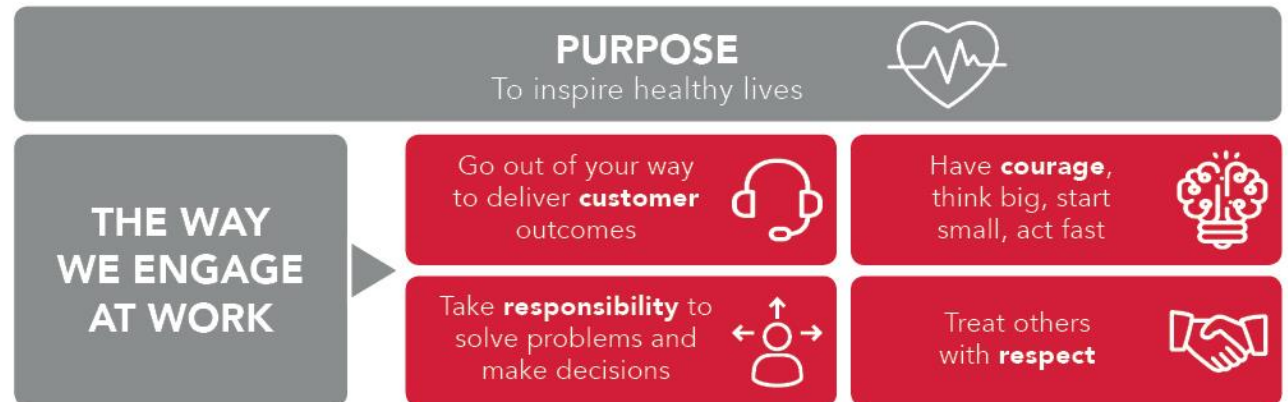 PURPOSE
To inspire healthy lives
THE WAY
WE ENGAGE
AT WORK
Go out of your way
to deliver customer
outcomes
Have courage,
think big, start
small, act fast
Take responsibility to
solve problems and
make decisions
Treat others
with respect